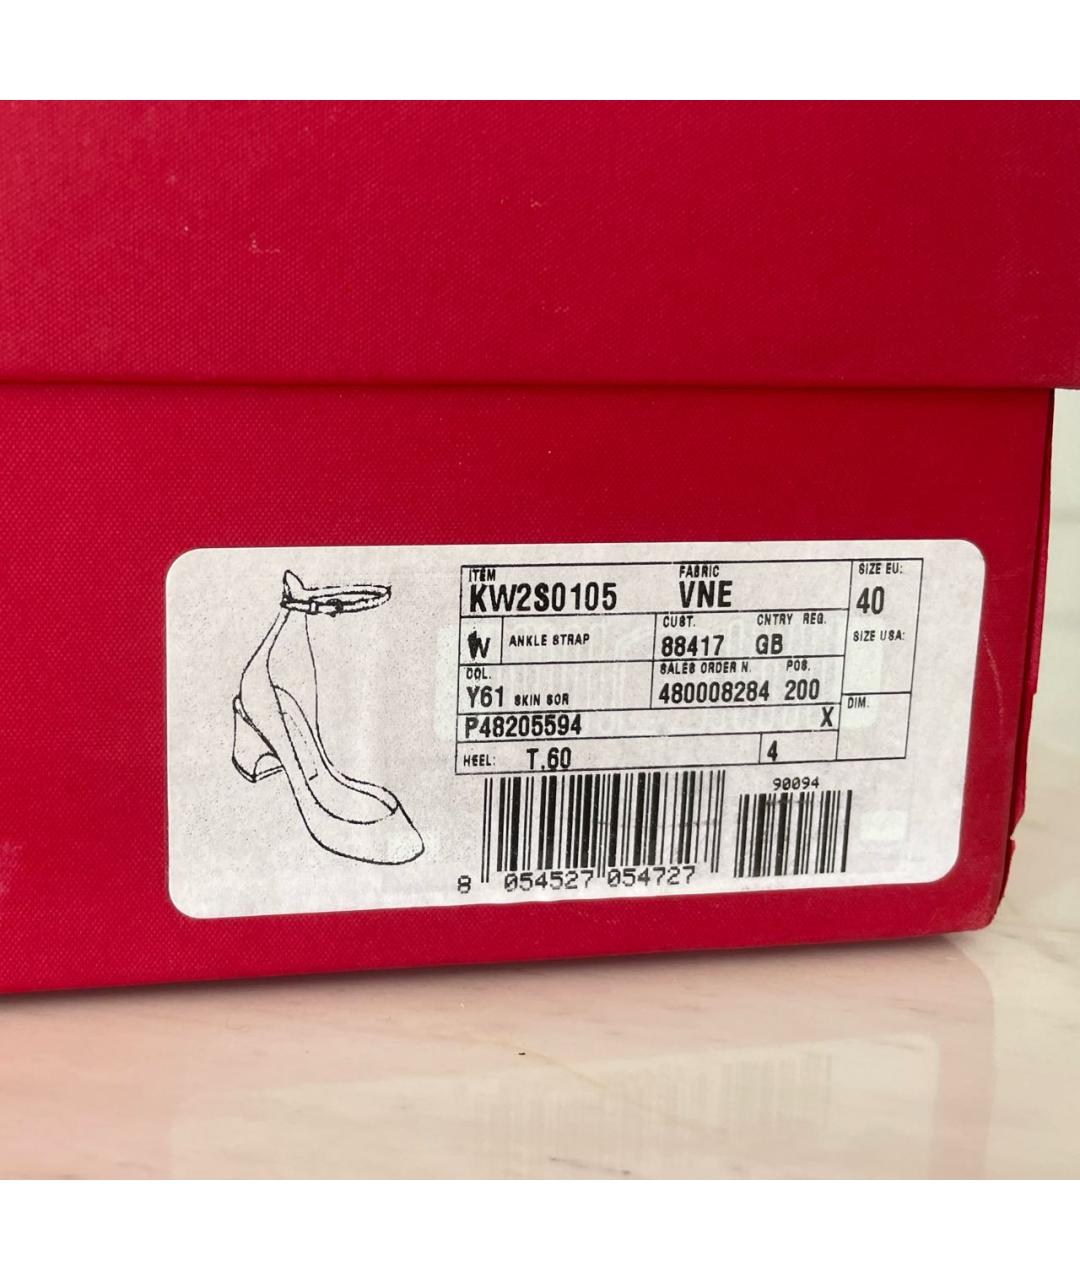 ITEM FABRIC SIZE EU:
KW2S0105 VNE 40
CUST. CNTRY REG.
W ANKLE STRAP 88417 GB SIZE USA:
COL. SALES ORDER N. POS.
Y61 SKIN SOR 480008284 200
P48205594 X DIM.
HEEL: T.60 4
90094
8 054527 054727